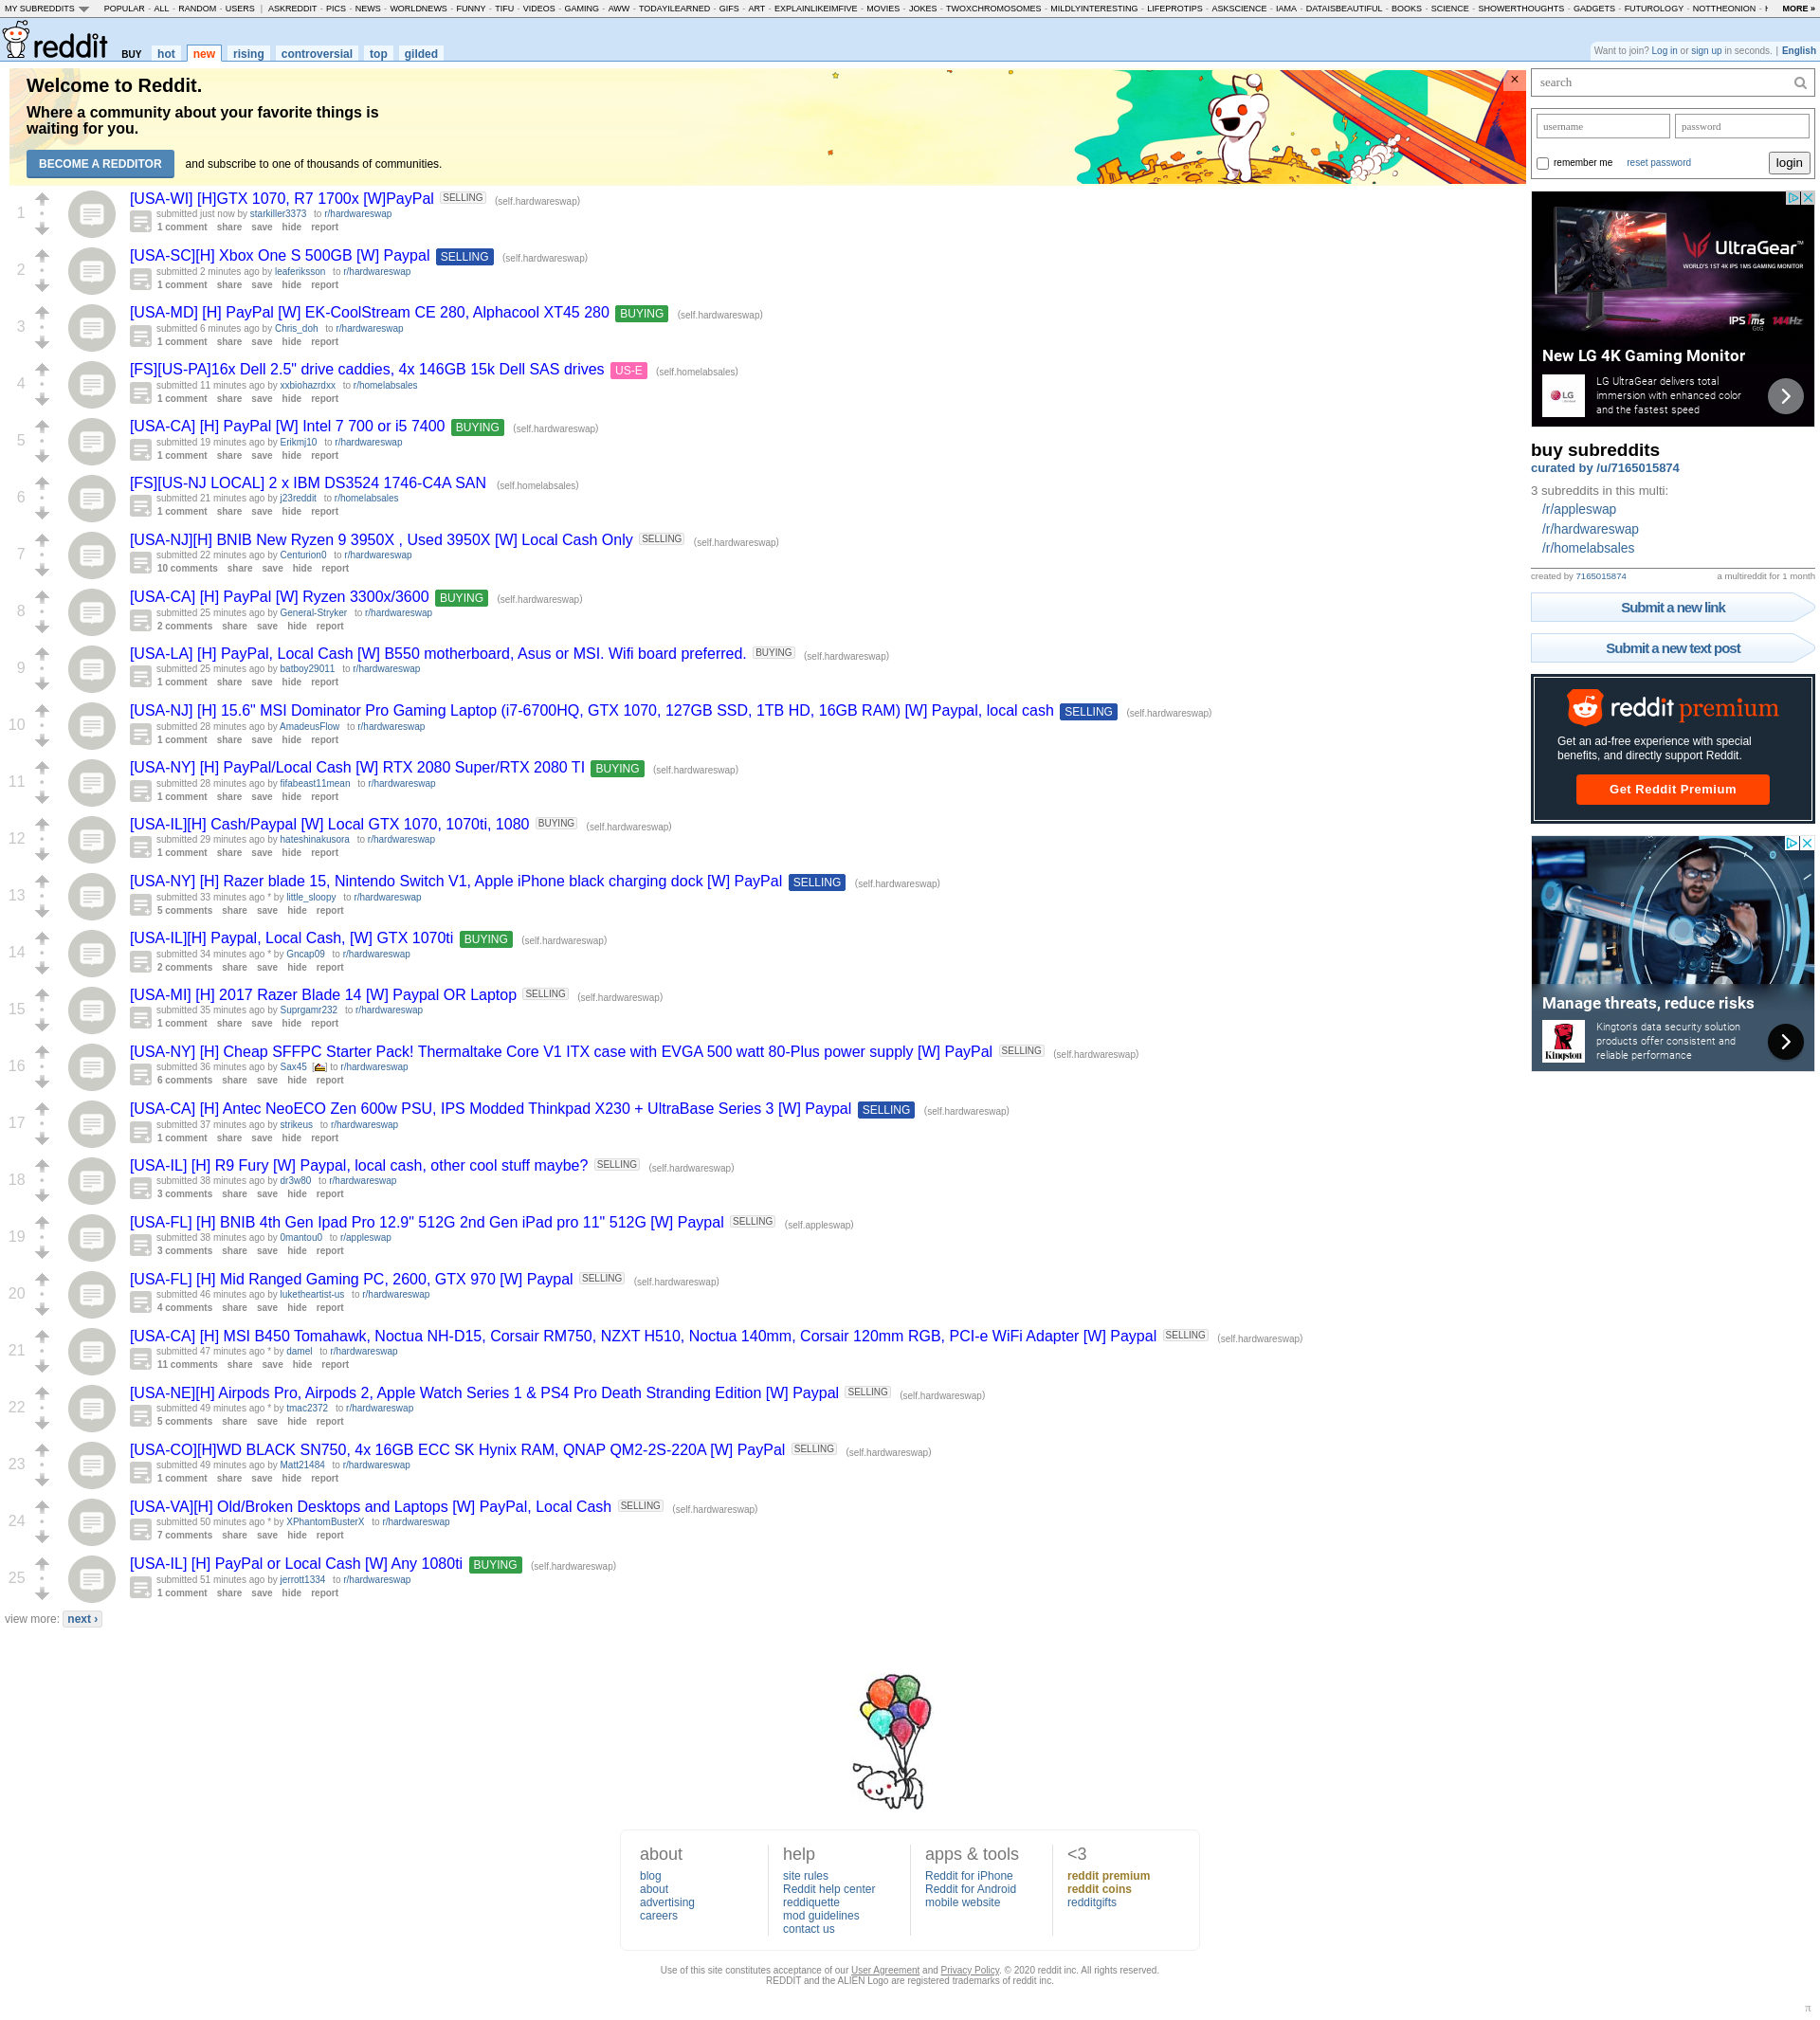 MY SUBREDDITS POPULAR - ALL - RANDOM - USERS | ASKREDDIT - PICS - NEWS - WORLDNEWS - FUNNY - TIFU - VIDEOS - GAMING - AWW - TODAYILEARNED - GIFS - ART - EXPLAINLIKEIMFIVE - MOVIES - JOKES - TWOXCHROMOSOMES - MILDLYINTERESTING - LIFEPROTIPS - ASKSCIENCE - IAMA - DATAISBEAUTIFUL - BOOKS - SCIENCE - SHOWERTHOUGHTS - GADGETS - FUTUROLOGY - NOTTHEONION - MORE »
reddit BUY hot new rising controversial top gilded
Want to join? Log in or sign up in seconds. | English
Welcome to Reddit.
Where a community about your favorite things is
waiting for you.
BECOME A REDDITOR and subscribe to one of thousands of communities.
1
[USA-WI] [H]GTX 1070, R7 1700x [W]PayPal SELLING (self.hardwareswap)
submitted just now by starkiller3373 to r/hardwareswap
1 comment share save hide report
2
[USA-SC][H] Xbox One S 500GB [W] Paypal SELLING (self.hardwareswap)
submitted 2 minutes ago by leaferiksson to r/hardwareswap
1 comment share save hide report
3
[USA-MD] [H] PayPal [W] EK-CoolStream CE 280, Alphacool XT45 280 BUYING (self.hardwareswap)
submitted 6 minutes ago by Chris_doh to r/hardwareswap
1 comment share save hide report
4
[FS][US-PA]16x Dell 2.5" drive caddies, 4x 146GB 15k Dell SAS drives US-E (self.homelabsales)
submitted 11 minutes ago by xxbiohazrdxx to r/homelabsales
1 comment share save hide report
5
[USA-CA] [H] PayPal [W] Intel 7 700 or i5 7400 BUYING (self.hardwareswap)
submitted 19 minutes ago by Erikmj10 to r/hardwareswap
1 comment share save hide report
6
[FS][US-NJ LOCAL] 2 x IBM DS3524 1746-C4A SAN (self.homelabsales)
submitted 21 minutes ago by j23reddit to r/homelabsales
1 comment share save hide report
7
[USA-NJ][H] BNIB New Ryzen 9 3950X , Used 3950X [W] Local Cash Only SELLING (self.hardwareswap)
submitted 22 minutes ago by Centurion0 to r/hardwareswap
10 comments share save hide report
8
[USA-CA] [H] PayPal [W] Ryzen 3300x/3600 BUYING (self.hardwareswap)
submitted 25 minutes ago by General-Stryker to r/hardwareswap
2 comments share save hide report
9
[USA-LA] [H] PayPal, Local Cash [W] B550 motherboard, Asus or MSI. Wifi board preferred. BUYING (self.hardwareswap)
submitted 25 minutes ago by batboy29011 to r/hardwareswap
1 comment share save hide report
10
[USA-NJ] [H] 15.6" MSI Dominator Pro Gaming Laptop (i7-6700HQ, GTX 1070, 127GB SSD, 1TB HD, 16GB RAM) [W] Paypal, local cash SELLING (self.hardwareswap)
submitted 28 minutes ago by AmadeusFlow to r/hardwareswap
1 comment share save hide report
11
[USA-NY] [H] PayPal/Local Cash [W] RTX 2080 Super/RTX 2080 TI BUYING (self.hardwareswap)
submitted 28 minutes ago by fifabeast11mean to r/hardwareswap
1 comment share save hide report
12
[USA-IL][H] Cash/Paypal [W] Local GTX 1070, 1070ti, 1080 BUYING (self.hardwareswap)
submitted 29 minutes ago by hateshinakusora to r/hardwareswap
1 comment share save hide report
13
[USA-NY] [H] Razer blade 15, Nintendo Switch V1, Apple iPhone black charging dock [W] PayPal SELLING (self.hardwareswap)
submitted 33 minutes ago * by little_sloopy to r/hardwareswap
5 comments share save hide report
14
[USA-IL][H] Paypal, Local Cash, [W] GTX 1070ti BUYING (self.hardwareswap)
submitted 34 minutes ago * by Gncap09 to r/hardwareswap
2 comments share save hide report
15
[USA-MI] [H] 2017 Razer Blade 14 [W] Paypal OR Laptop SELLING (self.hardwareswap)
submitted 35 minutes ago by Suprgamr232 to r/hardwareswap
1 comment share save hide report
16
[USA-NY] [H] Cheap SFFPC Starter Pack! Thermaltake Core V1 ITX case with EVGA 500 watt 80-Plus power supply [W] PayPal SELLING (self.hardwareswap)
submitted 36 minutes ago by Sax45 [] to r/hardwareswap
6 comments share save hide report
17
[USA-CA] [H] Antec NeoECO Zen 600w PSU, IPS Modded Thinkpad X230 + UltraBase Series 3 [W] Paypal SELLING (self.hardwareswap)
submitted 37 minutes ago by strikeus to r/hardwareswap
1 comment share save hide report
18
[USA-IL] [H] R9 Fury [W] Paypal, local cash, other cool stuff maybe? SELLING (self.hardwareswap)
submitted 38 minutes ago by dr3w80 to r/hardwareswap
3 comments share save hide report
19
[USA-FL] [H] BNIB 4th Gen Ipad Pro 12.9" 512G 2nd Gen iPad pro 11" 512G [W] Paypal SELLING (self.appleswap)
submitted 38 minutes ago by 0mantou0 to r/appleswap
3 comments share save hide report
20
[USA-FL] [H] Mid Ranged Gaming PC, 2600, GTX 970 [W] Paypal SELLING (self.hardwareswap)
submitted 46 minutes ago by luketheartist-us to r/hardwareswap
4 comments share save hide report
21
[USA-CA] [H] MSI B450 Tomahawk, Noctua NH-D15, Corsair RM750, NZXT H510, Noctua 140mm, Corsair 120mm RGB, PCI-e WiFi Adapter [W] Paypal SELLING (self.hardwareswap)
submitted 47 minutes ago * by damel to r/hardwareswap
11 comments share save hide report
22
[USA-NE][H] Airpods Pro, Airpods 2, Apple Watch Series 1 & PS4 Pro Death Stranding Edition [W] Paypal SELLING (self.hardwareswap)
submitted 49 minutes ago * by tmac2372 to r/hardwareswap
5 comments share save hide report
23
[USA-CO][H]WD BLACK SN750, 4x 16GB ECC SK Hynix RAM, QNAP QM2-2S-220A [W] PayPal SELLING (self.hardwareswap)
submitted 49 minutes ago by Matt21484 to r/hardwareswap
1 comment share save hide report
24
[USA-VA][H] Old/Broken Desktops and Laptops [W] PayPal, Local Cash SELLING (self.hardwareswap)
submitted 50 minutes ago * by XPhantomBusterX to r/hardwareswap
7 comments share save hide report
25
[USA-IL] [H] PayPal or Local Cash [W] Any 1080ti BUYING (self.hardwareswap)
submitted 51 minutes ago by jerrott1334 to r/hardwareswap
1 comment share save hide report
view more: next ›
search
username password
remember me reset password login
ULTRAGEAR™
WORLD'S 1ST 4K IPS 1MS GAMING MONITOR
IPS 1ms GtG 144Hz
New LG 4K Gaming Monitor
LG
LG UltraGear delivers total
immersion with enhanced color
and the fastest speed
buy subreddits
curated by /u/7165015874
3 subreddits in this multi:
/r/appleswap
/r/hardwareswap
/r/homelabsales
created by 7165015874 a multireddit for 1 month
Submit a new link
Submit a new text post
reddit premium
Get an ad-free experience with special
benefits, and directly support Reddit.
Get Reddit Premium
Manage threats, reduce risks
Kingston
Kington's data security solution
products offer consistent and
reliable performance
about
blog
about
advertising
careers
help
site rules
Reddit help center
reddiquette
mod guidelines
contact us
apps & tools
Reddit for iPhone
Reddit for Android
mobile website
<3
reddit premium
reddit coins
redditgifts
Use of this site constitutes acceptance of our User Agreement and Privacy Policy. © 2020 reddit inc. All rights reserved.
REDDIT and the ALIEN Logo are registered trademarks of reddit inc.
π